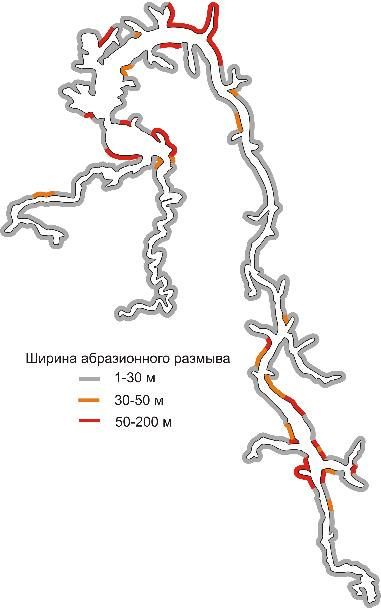 Ширина абразионного размыва
1-30 м
30-50 м
50-200 м